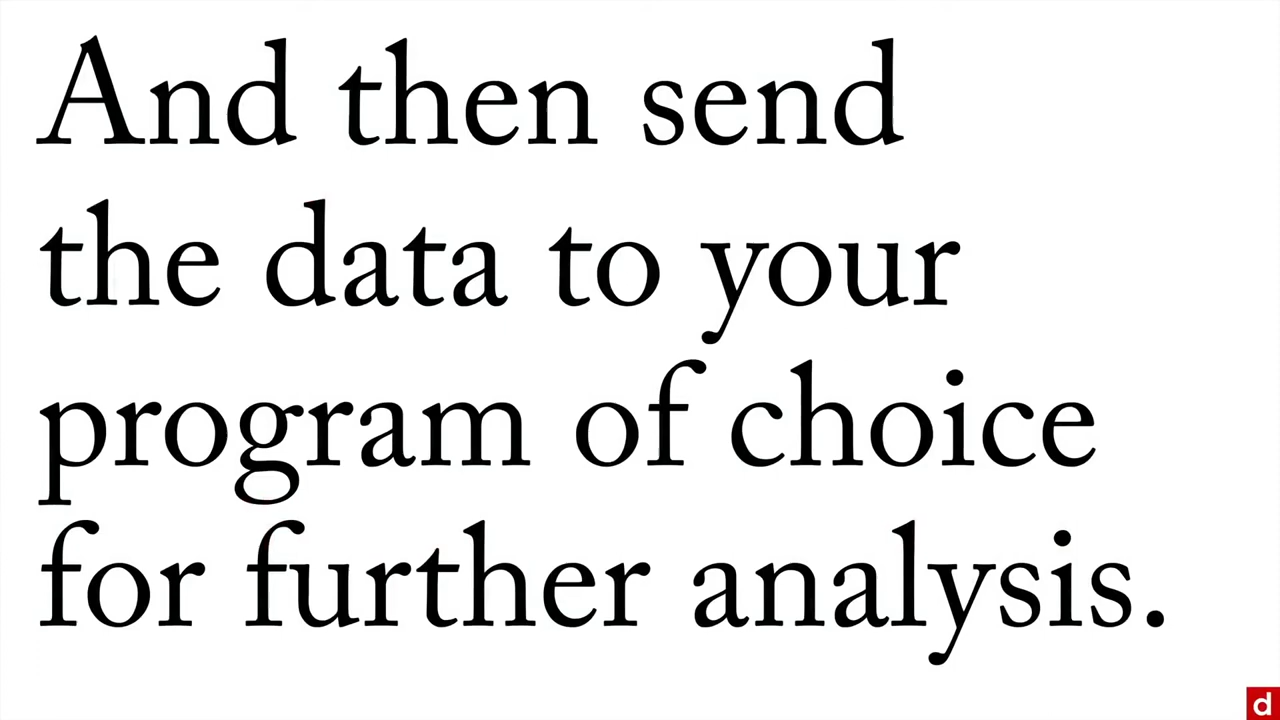 And then send
the data to your
program of choice
for further analysis.
d